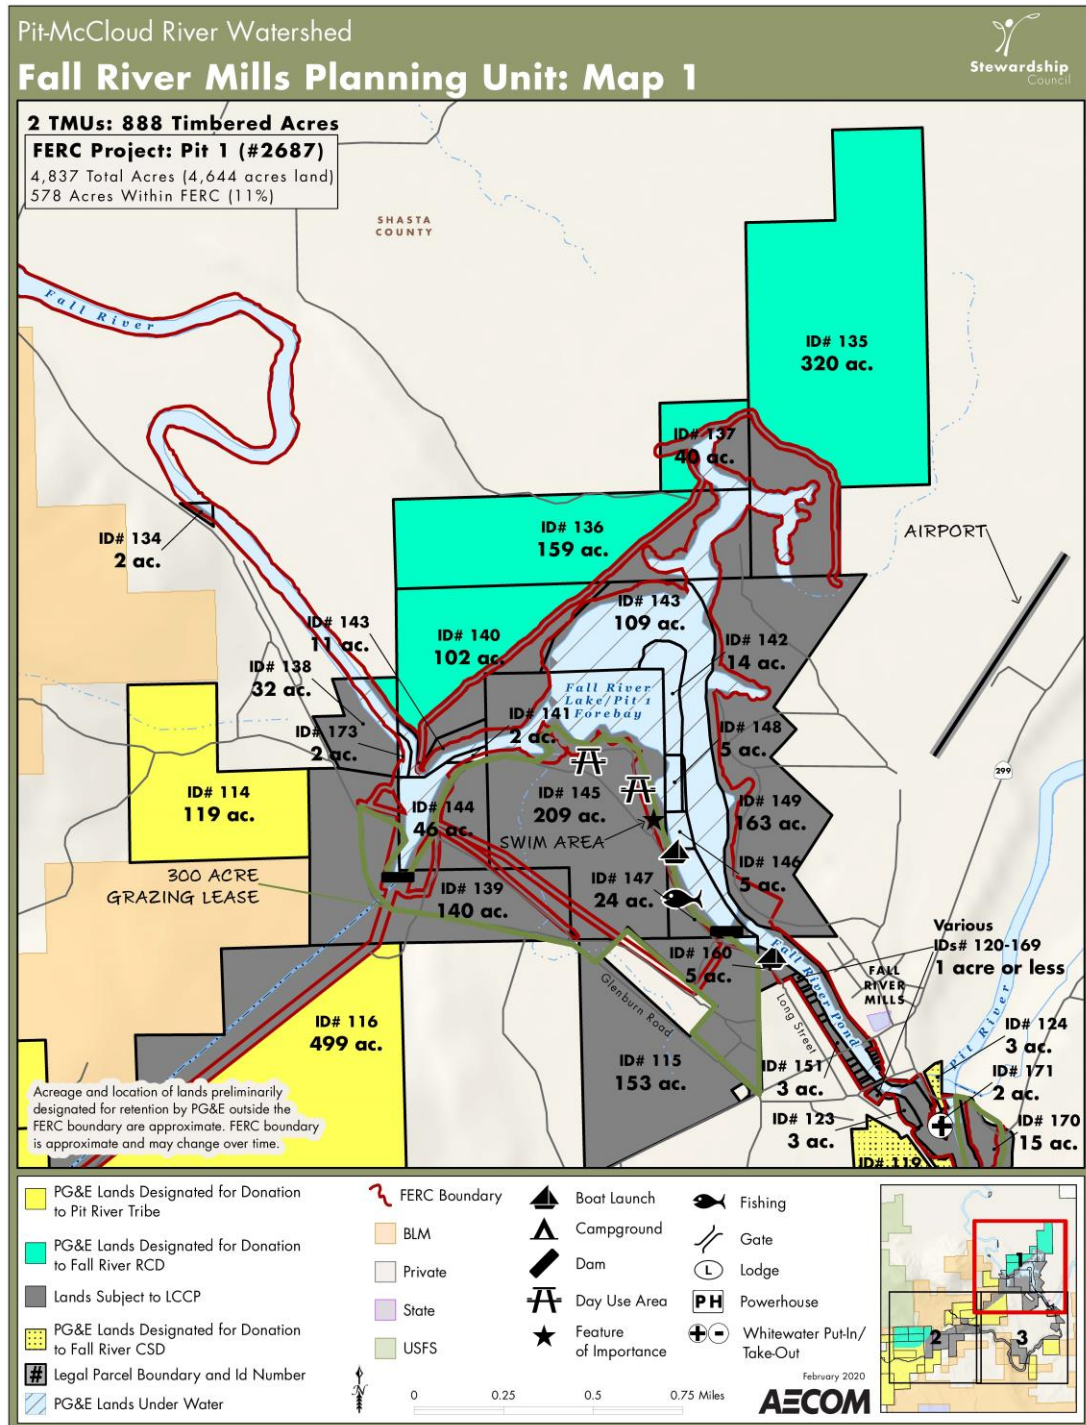 Pit-McCloud River Watershed
Fall River Mills Planning Unit: Map 1
Stewardship
Council
2 TMUs: 888 Timbered Acres
FERC Project: Pit 1 (#2687)
4,837 Total Acres (4,644 acres land)
578 Acres Within FERC (11%)
SHASTA
COUNTY
Fall River
ID# 135
320 ac.
ID# 137
40 ac.
ID# 136
159 ac.
ID# 134
2 ac.
AIRPORT
ID# 143
11 ac.
ID# 143
109 ac.
ID# 140
102 ac.
ID# 142
14 ac.
ID# 138
32 ac.
Fall River
Lake/Pit 1
Forebay
ID# 141
2 ac.
ID# 173
2 ac.
ID# 148
5 ac.
299
ID# 114
119 ac.
ID# 144
46 ac.
ID# 145
209 ac.
ID# 149
163 ac.
SWIM AREA
ID# 146
5 ac.
300 ACRE
GRAZING LEASE
ID# 139
140 ac.
ID# 147
24 ac.
Various
IDs# 120-169
1 acre or less
ID# 160
5 ac.
Fall River Pond
FALL
RIVER
MILLS
Glenburn Road
Long Street
Pit River
ID# 116
499 ac.
ID# 124
3 ac.
ID# 115
153 ac.
ID# 151
3 ac.
ID# 171
2 ac.
ID# 123
3 ac.
ID# 170
15 ac.
ID# 119
Acreage and location of lands preliminarily
designated for retention by PG&E outside the
FERC boundary are approximate. FERC boundary
is approximate and may change over time.
PG&E Lands Designated for Donation
to Pit River Tribe
PG&E Lands Designated for Donation
to Fall River RCD
Lands Subject to LCCP
PG&E Lands Designated for Donation
to Fall River CSD
# Legal Parcel Boundary and Id Number
PG&E Lands Under Water
FERC Boundary
BLM
Private
State
USFS
N
Boat Launch
Campground
Dam
Day Use Area
Feature
of Importance
Fishing
Gate
L Lodge
PH Powerhouse
Whitewater Put-In/
Take-Out
0 0.25 0.5 0.75 Miles
February 2020
AECOM
1
2
3